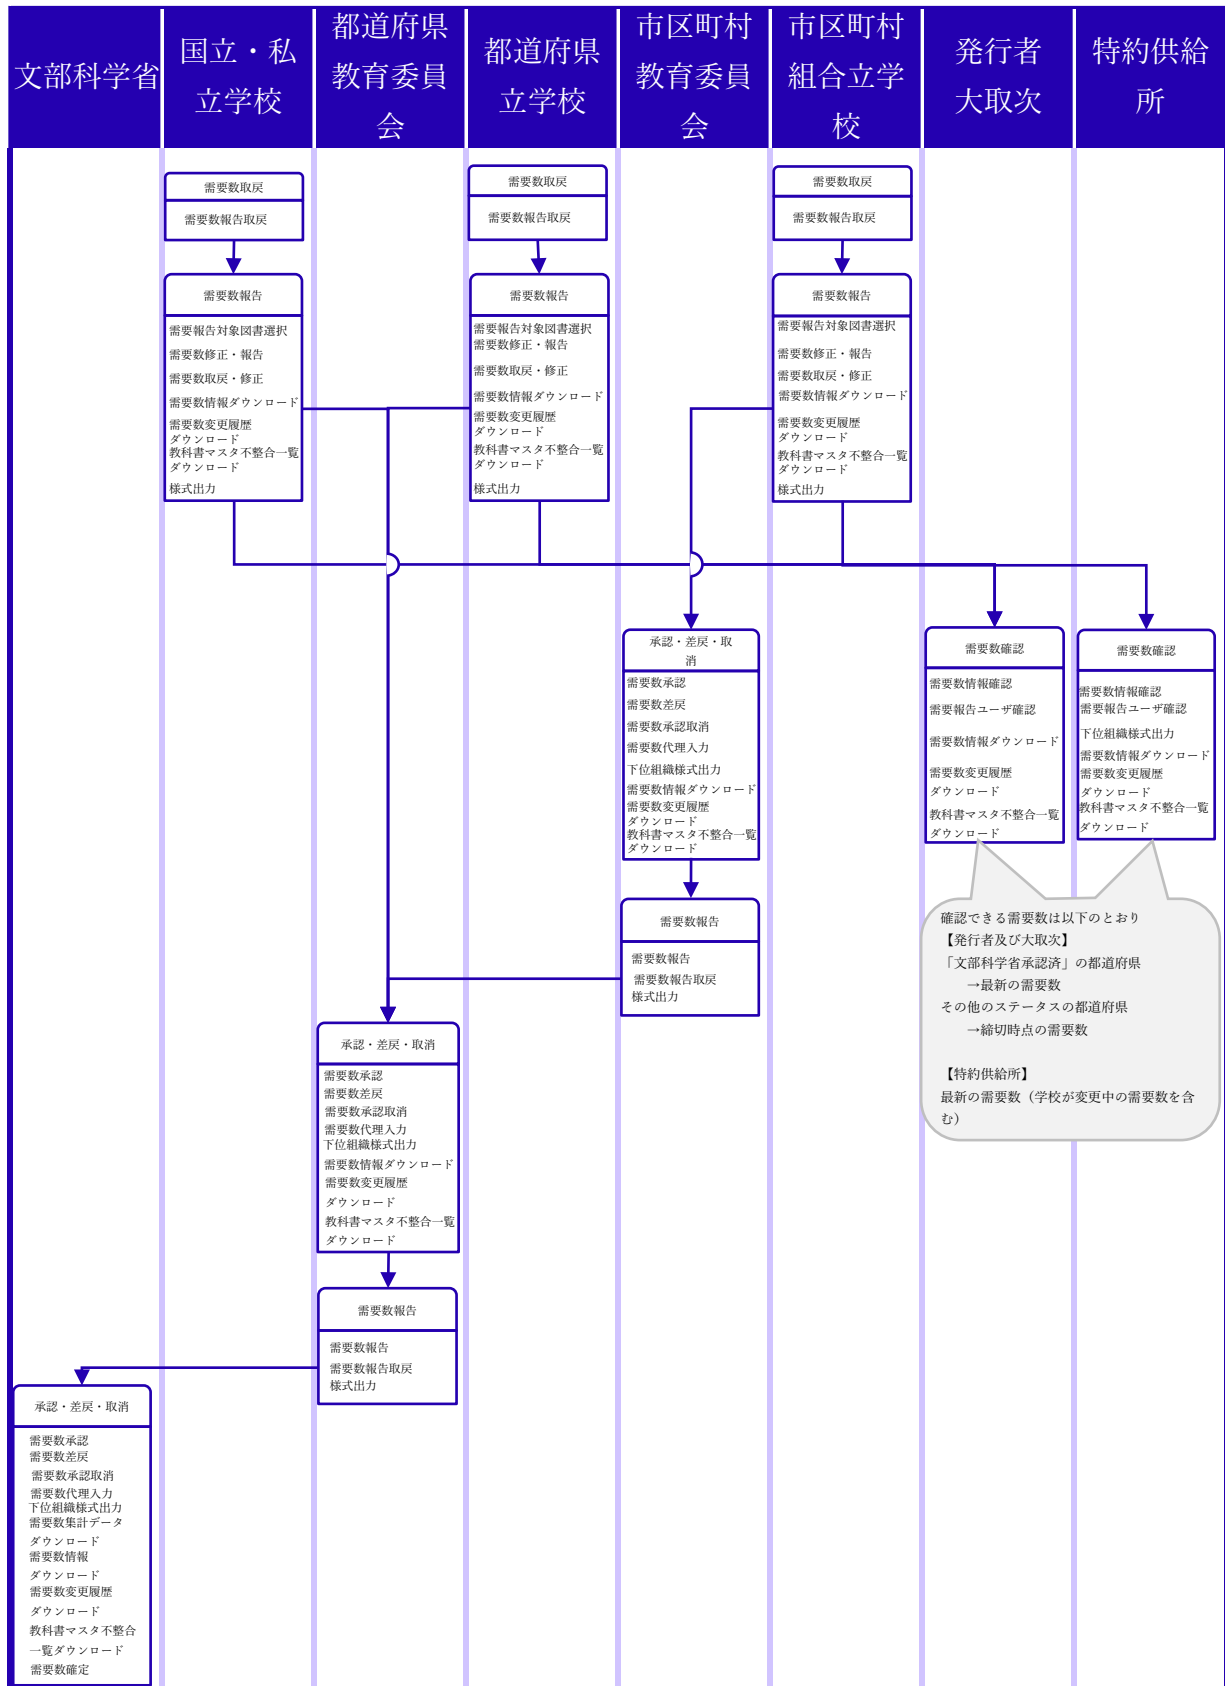 文部科学省
国立・私
立学校
都道府県
教育委員
会
都道府県
立学校
市区町村
教育委員
会
市区町村
組合立学
校
発行者
大取次
特約供給
所
需要数取戻
需要数報告取戻
需要数取戻
需要数報告取戻
需要数取戻
需要数報告取戻
需要数報告
需要報告対象図書選択
需要数修正・報告
需要数取戻・修正
需要数情報ダウンロード
需要数変更履歴
ダウンロード
教科書マスタ不整合一覧
ダウンロード
様式出力
需要数報告
需要報告対象図書選択
需要数修正・報告
需要数取戻・修正
需要数情報ダウンロード
需要数変更履歴
ダウンロード
教科書マスタ不整合一覧
ダウンロード
様式出力
需要数報告
需要報告対象図書選択
需要数修正・報告
需要数取戻・修正
需要数情報ダウンロード
需要数変更履歴
ダウンロード
教科書マスタ不整合一覧
ダウンロード
様式出力
承認・差戻・取
消
需要数承認
需要数差戻
需要数承認取消
需要数代理入力
下位組織様式出力
需要数情報ダウンロード
需要数変更履歴
ダウンロード
教科書マスタ不整合一覧
ダウンロード
需要数確認
需要数情報確認
需要報告ユーザ確認
需要数情報ダウンロード
需要数変更履歴
ダウンロード
教科書マスタ不整合一覧
ダウンロード
需要数確認
需要数情報確認
需要報告ユーザ確認
下位組織様式出力
需要数情報ダウンロード
需要数変更履歴
ダウンロード
教科書マスタ不整合一覧
ダウンロード
需要数報告
需要数報告
需要数報告取戻
様式出力
確認できる需要数は以下のとおり
【発行者及び大取次】
「文部科学省承認済」の都道府県
→最新の需要数
その他のステータスの都道府県
→締切時点の需要数
【特約供給所】
最新の需要数（学校が変更中の需要数を含
む）
承認・差戻・取消
需要数承認
需要数差戻
需要数承認取消
需要数代理入力
下位組織様式出力
需要数情報ダウンロード
需要数変更履歴
ダウンロード
教科書マスタ不整合一覧
ダウンロード
需要数報告
需要数報告
需要数報告取戻
様式出力
承認・差戻・取消
需要数承認
需要数差戻
需要数承認取消
需要数代理入力
下位組織様式出力
需要数集計データ
ダウンロード
需要数情報
ダウンロード
需要数変更履歴
ダウンロード
教科書マスタ不整合
一覧ダウンロード
需要数確定